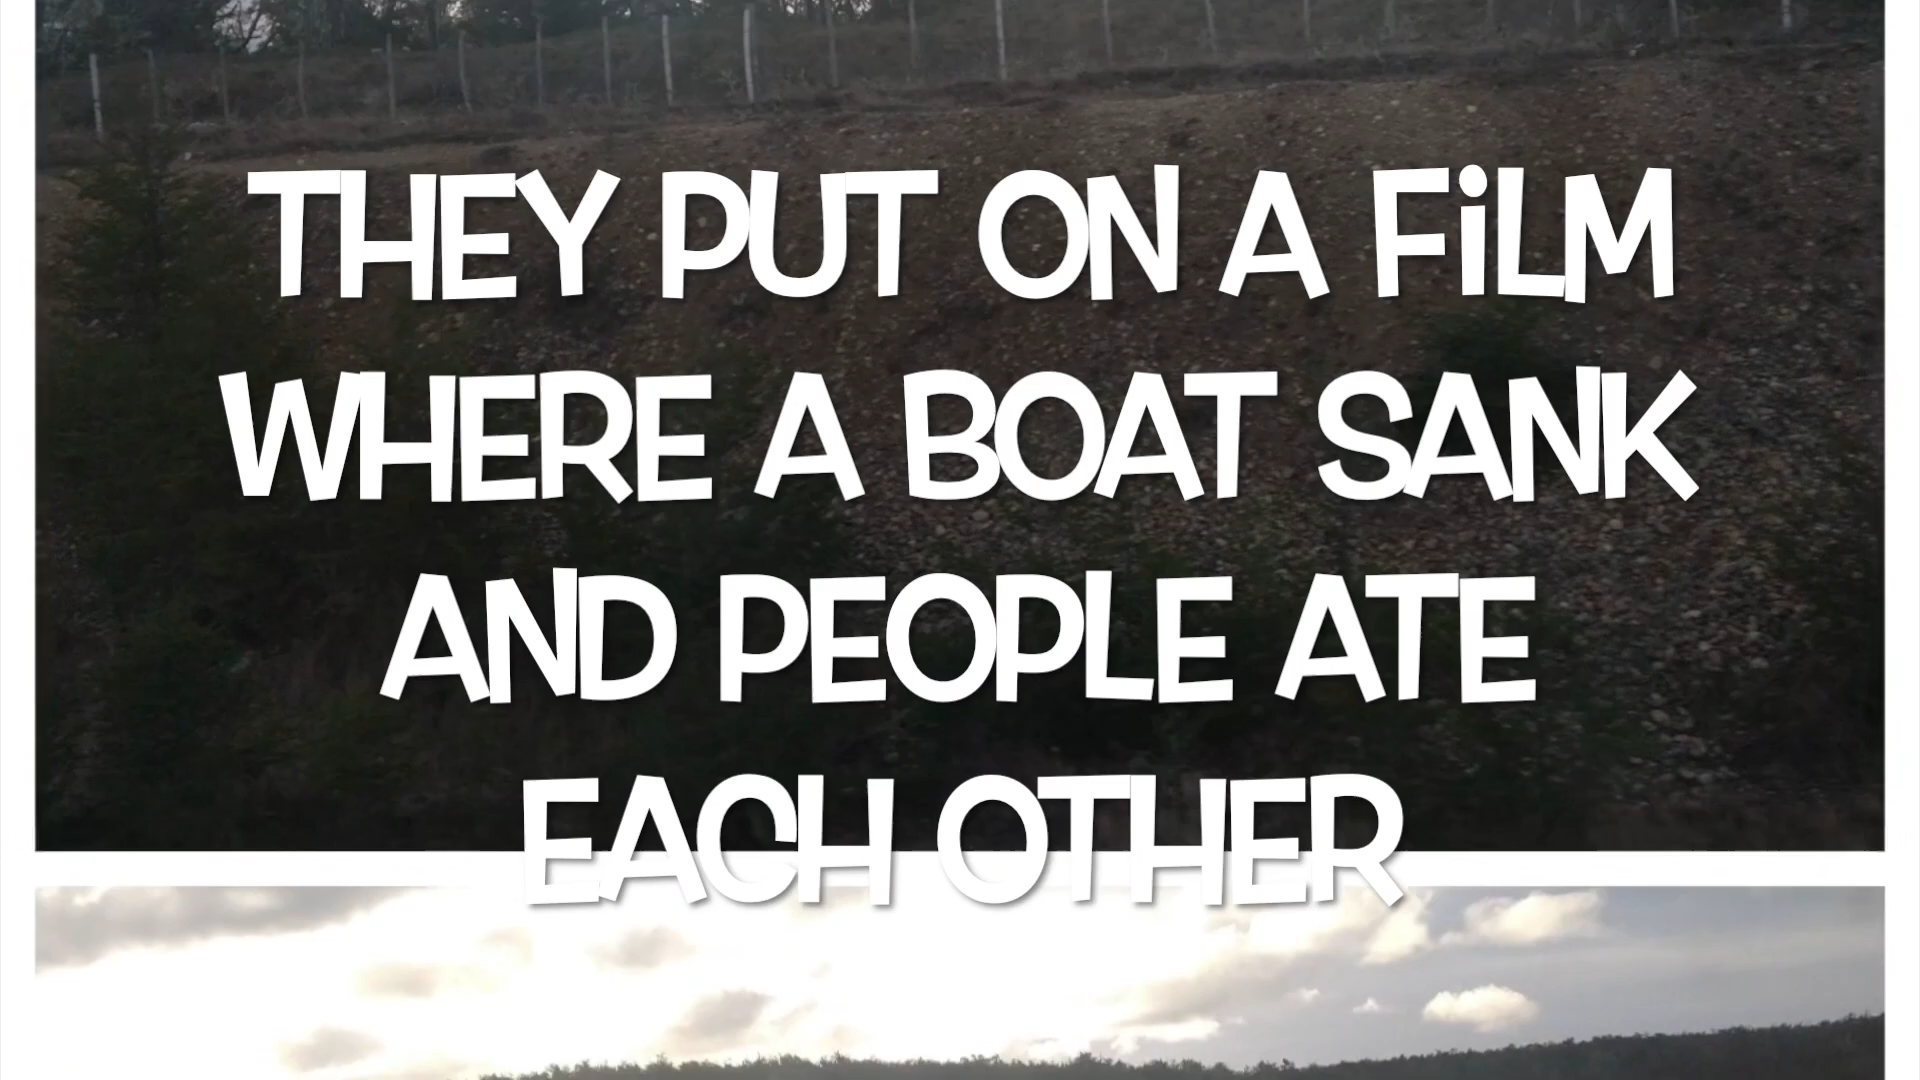 THEY PUT ON A FiLM
WHERE A BOAT SANK
AND PEOPLE ATE
EACH OTHER